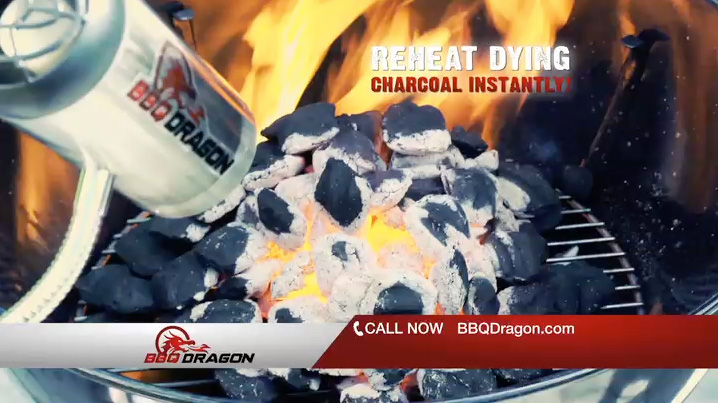 REHEAT DYING
CHARCOAL INSTANTLY!
BBQ DRAGON
BBQ DRAGON
CALL NOW BBQDragon.com